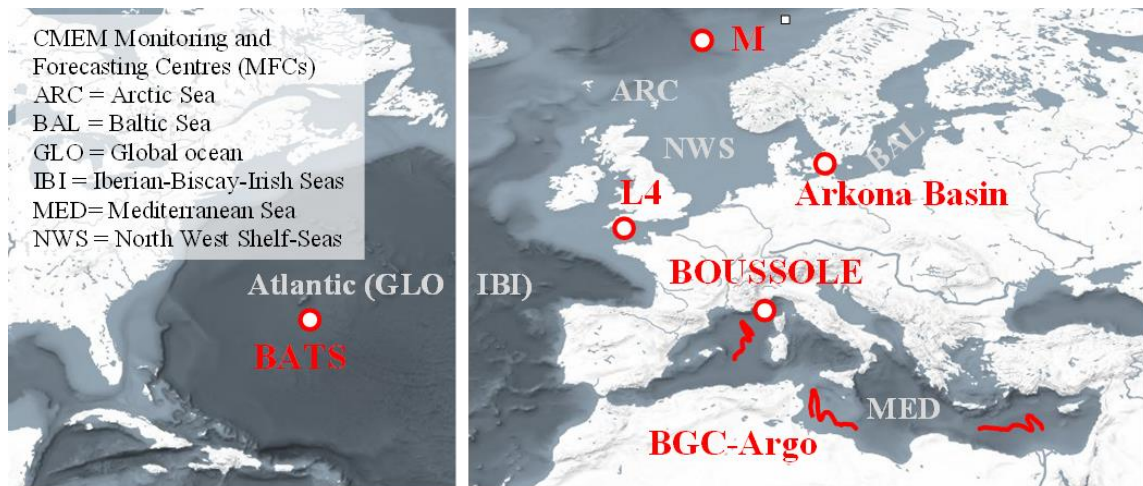 CMEM Monitoring and
Forecasting Centres (MFCs)
ARC = Arctic Sea
BAL = Baltic Sea
GLO = Global ocean
IBI = Iberian-Biscay-Irish Seas
MED= Mediterranean Sea
NWS = North West Shelf-Seas
Atlantic (GLO
BATS
M
ARC
NWS
BAL
L4
Arkona Basin
IBI)
BOUSSOLE
MED
BGC-Argo